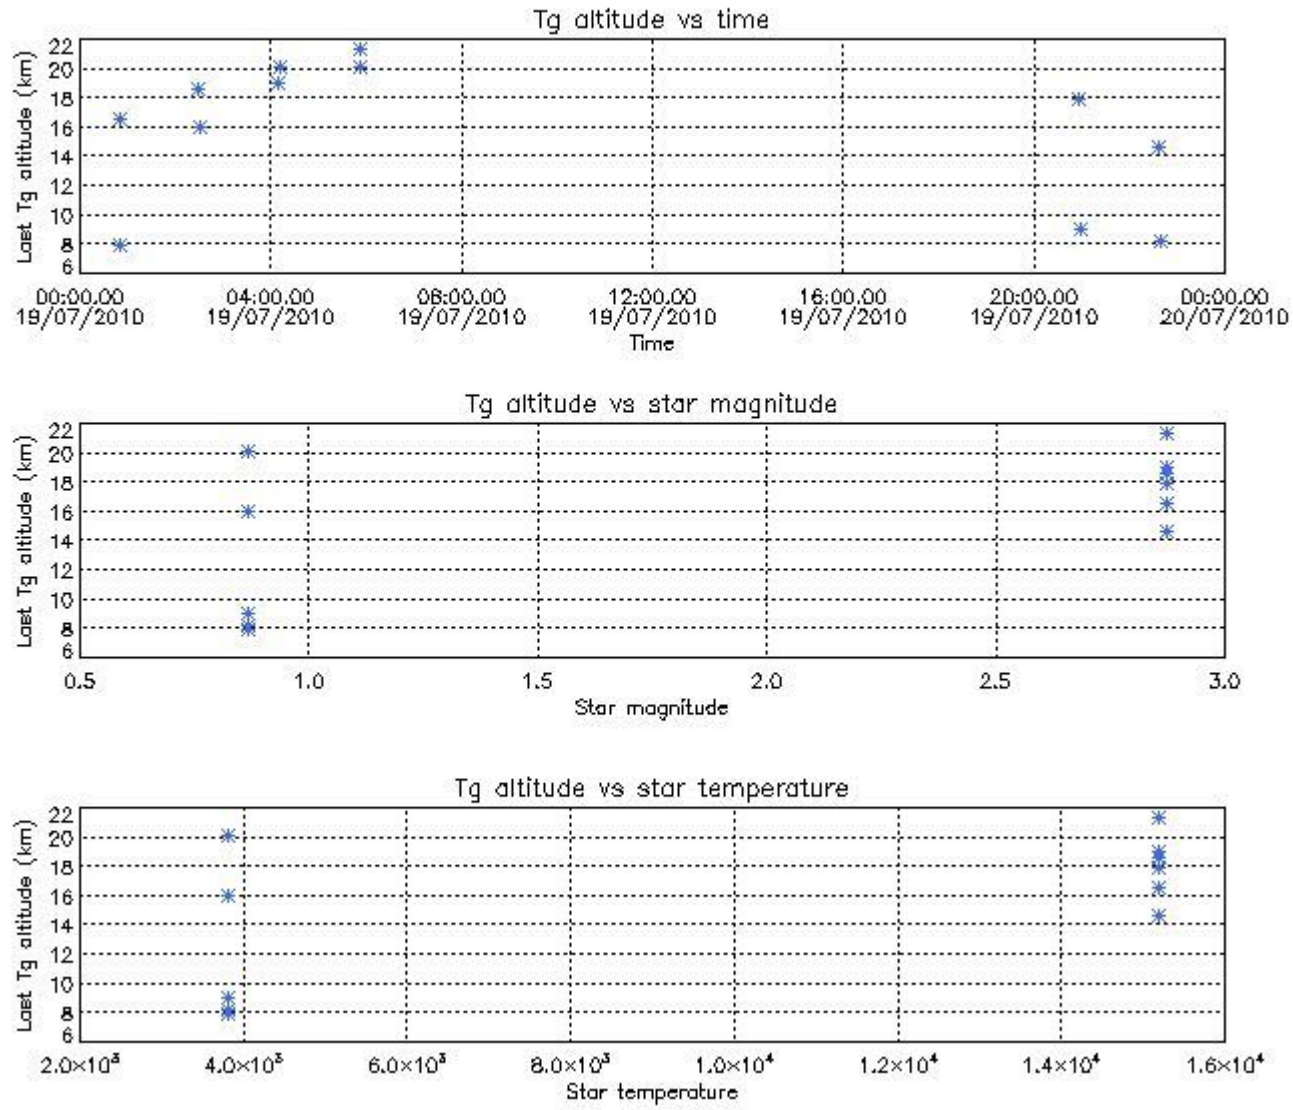 Tg altitude vs time
Last Tg altitude (km)
22
20
18
16
14
12
10
8
6
00:00.00 04:00.00 08:00.00 12:00.00 16:00.00 20:00.00 00:00.00
19/07/2010 19/07/2010 19/07/2010 19/07/2010 19/07/2010 19/07/2010 20/07/2010
Time
Tg altitude vs star magnitude
Last Tg altitude (km)
22
20
18
16
14
12
10
8
6
0.5 1.0 1.5 2.0 2.5 3.0
Star magnitude
Tg altitude vs star temperature
Last Tg altitude (km)
22
20
18
16
14
12
10
8
6
2.0×10³ 4.0×10³ 6.0×10³ 8.0×10³ 1.0×10⁴ 1.2×10⁴ 1.4×10⁴ 1.6×10⁴
Star temperature